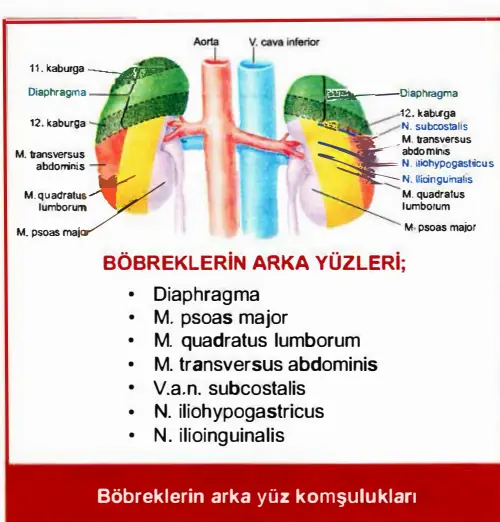 Aorta V. cava inferior
11. kaburga
Diaphragma
12. kaburga
M. transversus
abdominis
M. quadratus
lumborum
M. psoas major
Diaphragma
12. kaburga
N. subcostalis
M. transversus
abdominis
N. iliohypogastricus
N. ilioinguinalis
M. quadratus
lumborum
M. psoas major
BÖBREKLERİN ARKA YÜZLERİ;
• Diaphragma
• M. psoas major
• M. quadratus lumborum
• M. transversus abdominis
• V.a.n. subcostalis
• N. iliohypogastricus
• N. ilioinguinalis
Böbreklerin arka yüz komşulukları